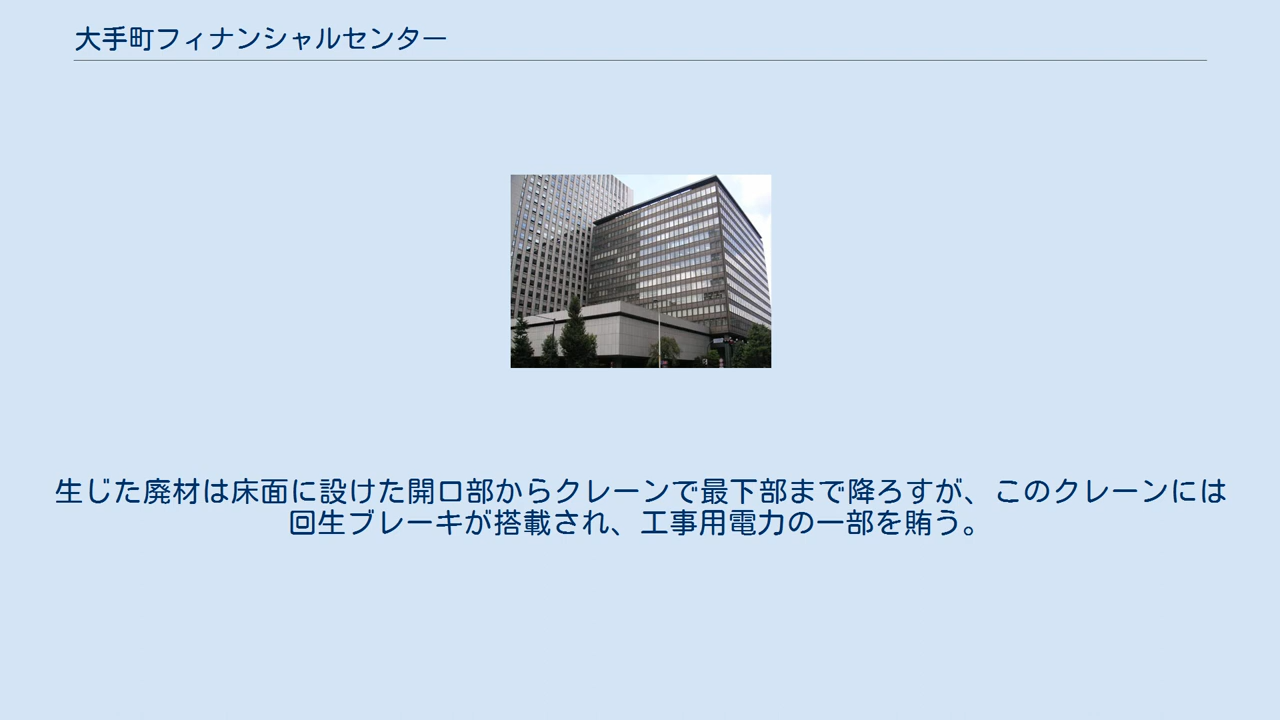 大手町フィナンシャルセンター
生じた廃材は床面に設けた開口部からクレーンで最下部まで降ろすが、このクレーンには
回生ブレーキが搭載され、工事用電力の一部を賄う。